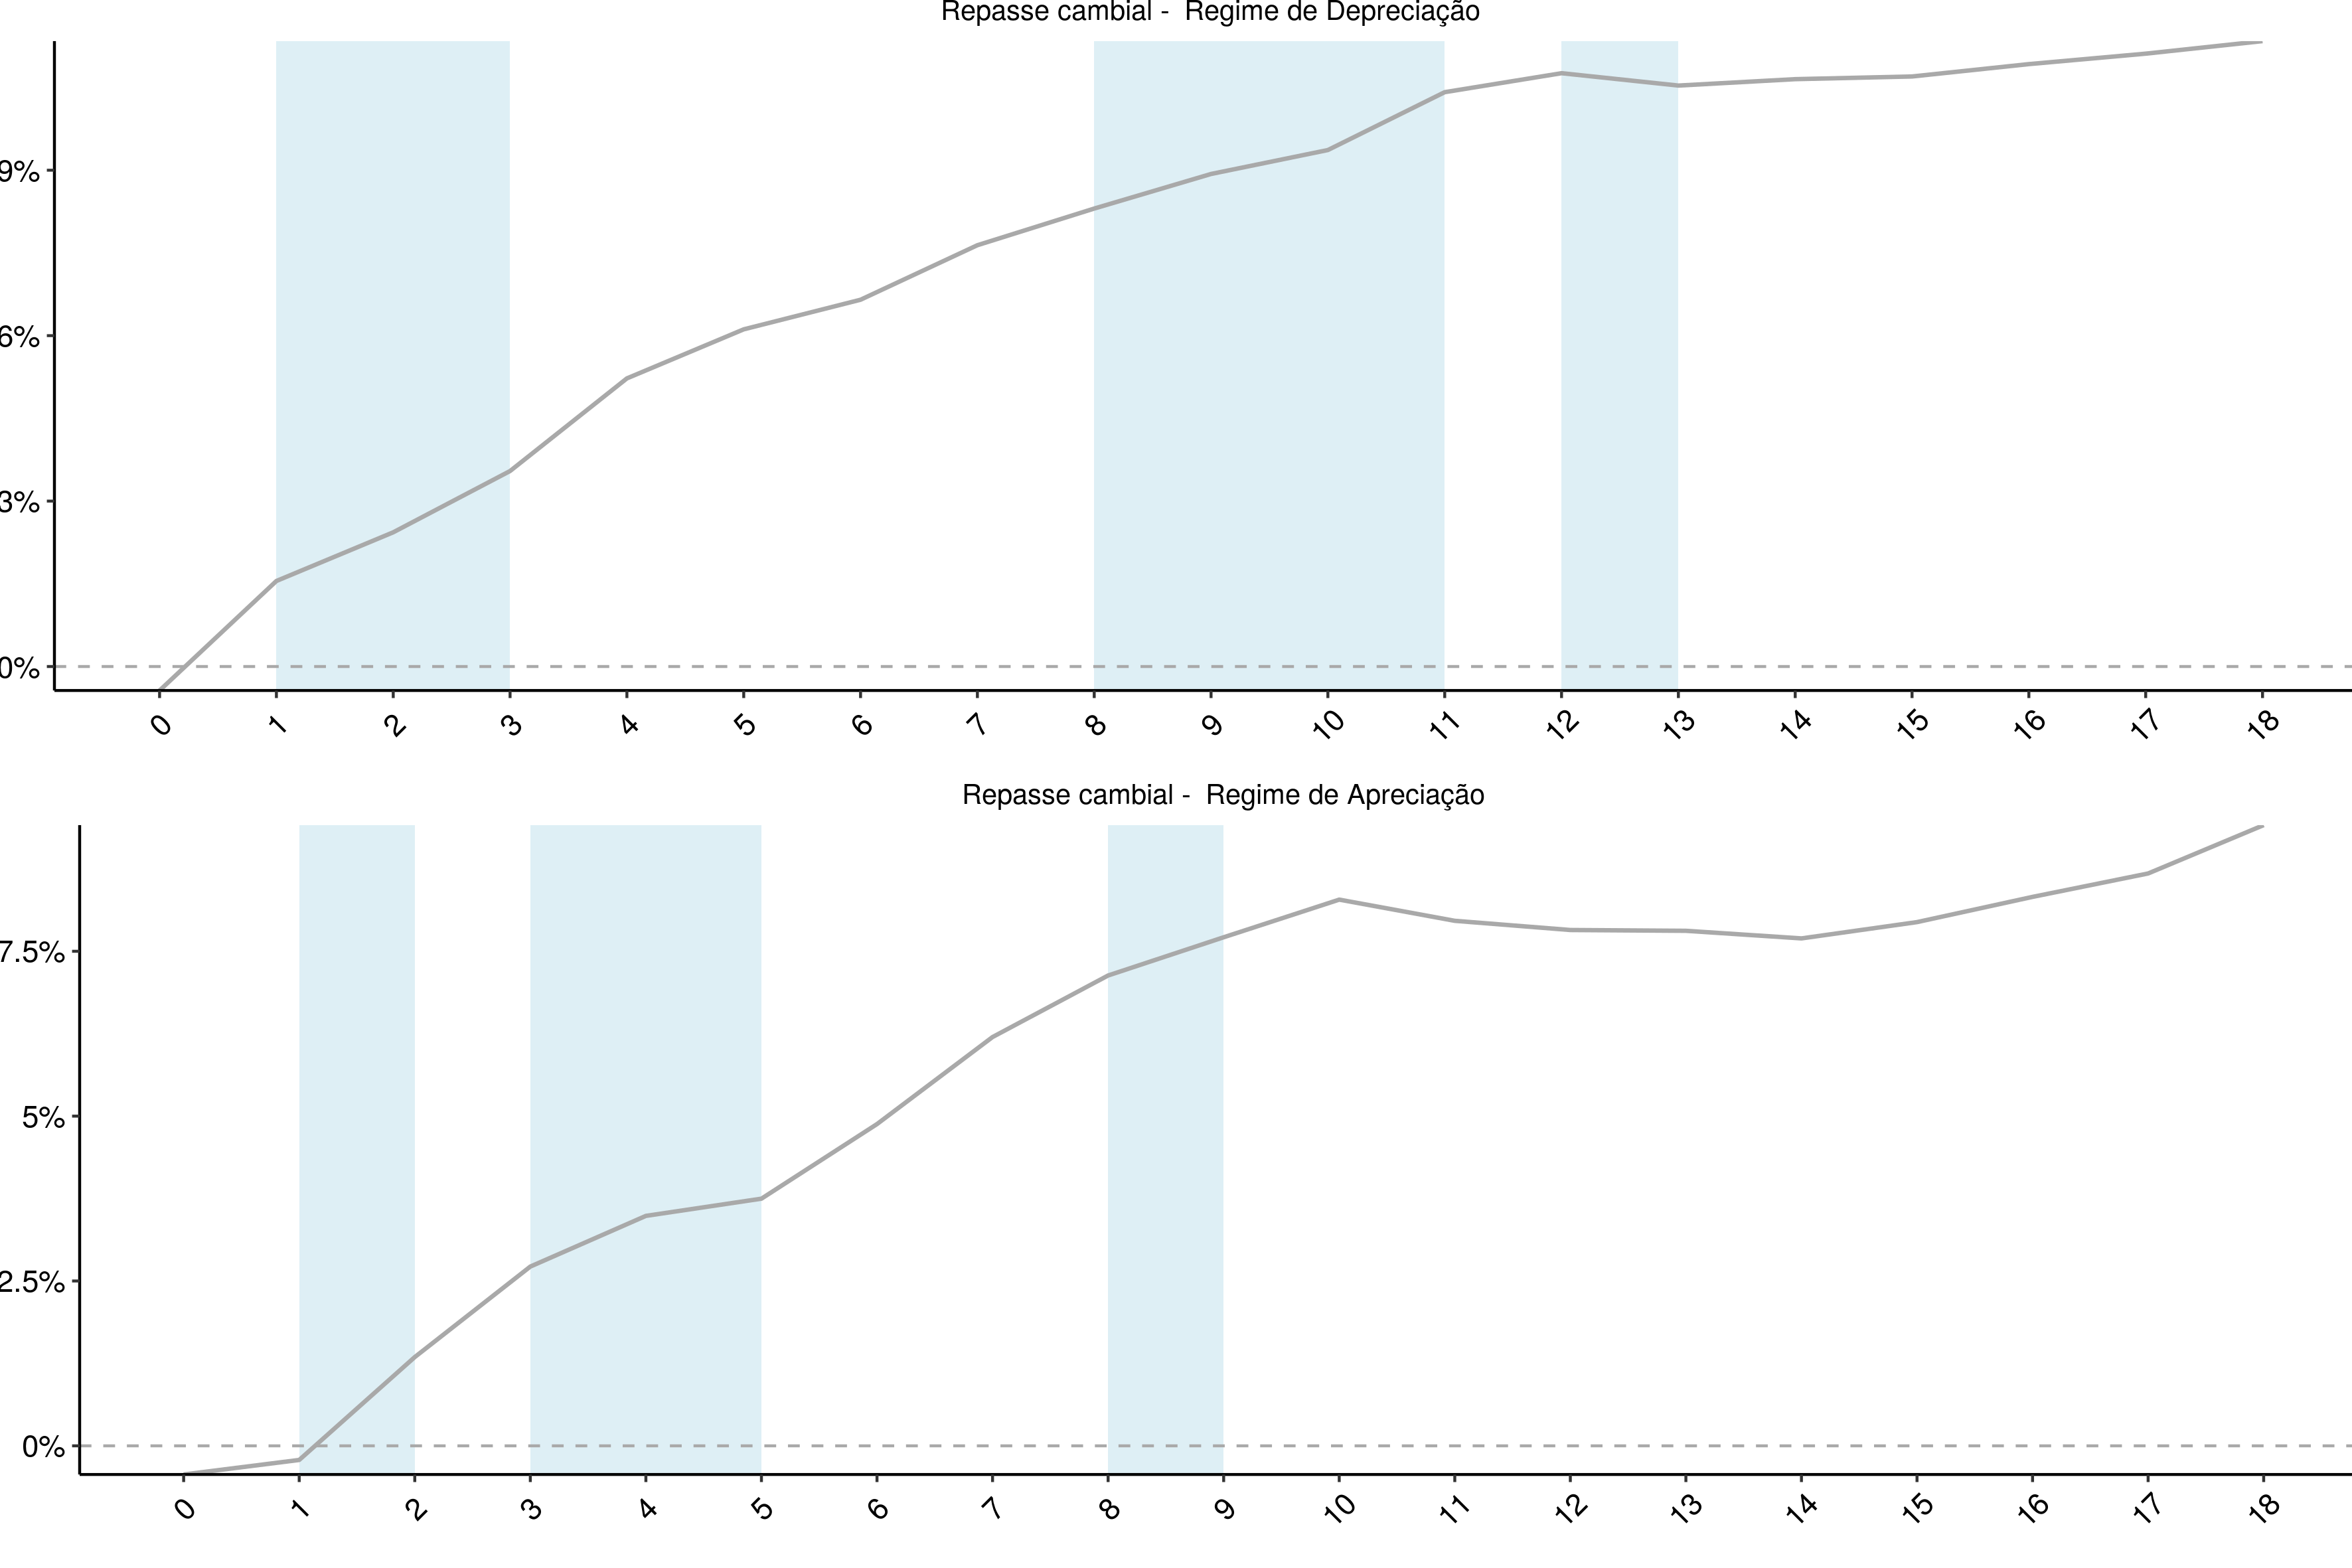 Repasse cambial -  Regime de Depreciação
9%
6%
3%
0%
0 1 2 3 4 5 6 7 8 9 10 11 12 13 14 15 16 17 18
Repasse cambial -  Regime de Apreciação
7.5%
5%
2.5%
0%
0 1 2 3 4 5 6 7 8 9 10 11 12 13 14 15 16 17 18